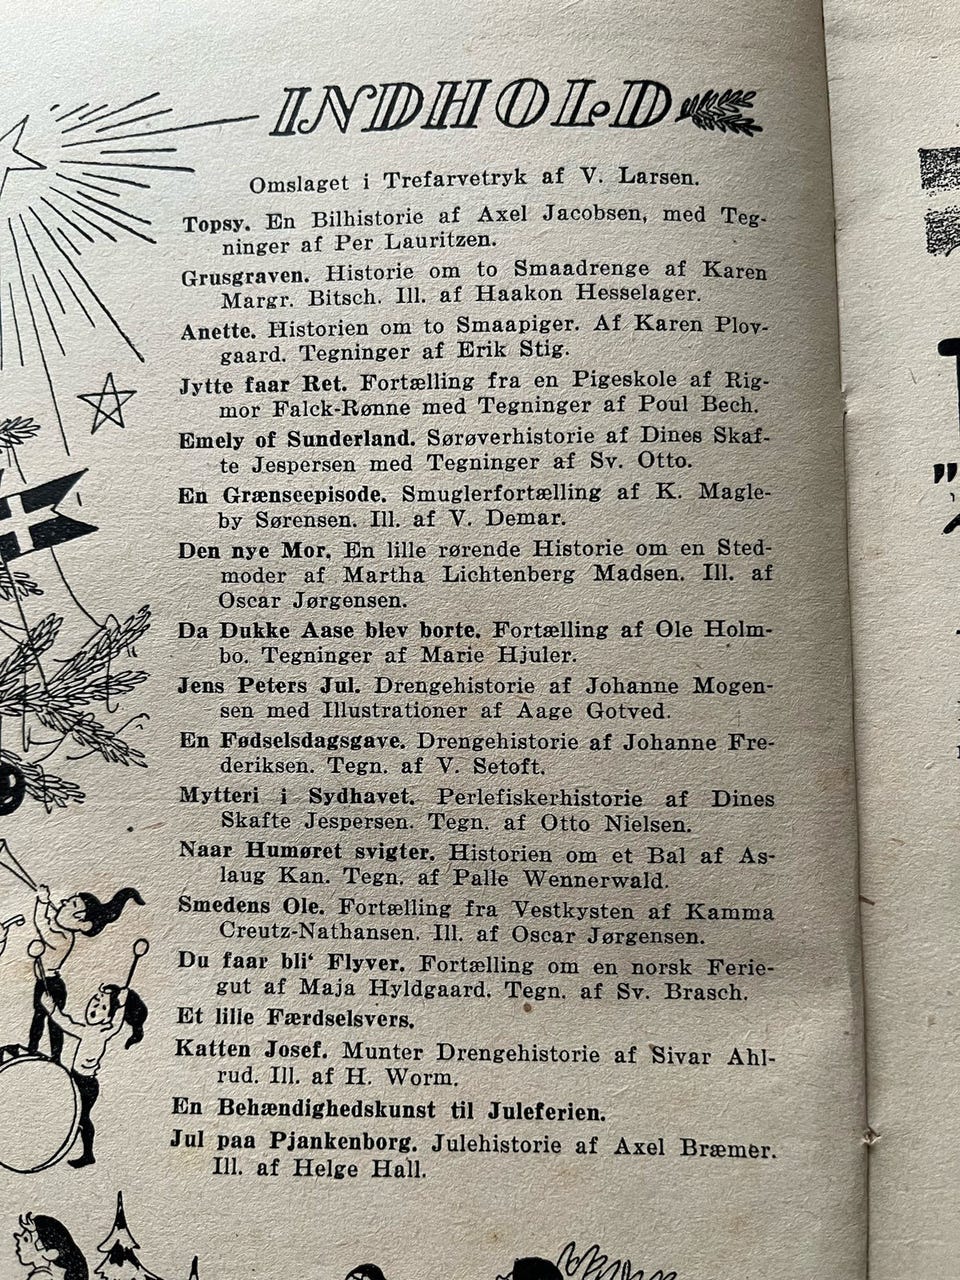 INDHOLD
Omslaget i Trefarvetryk af V. Larsen.
Topsy. En Bilhistorie af Axel Jacobsen, med Teg-
ninger af Per Lauritzen.
Grusgraven. Historie om to Smaadrenge af Karen
Margr. Bitsch. Ill. af Haakon Hesselager.
Anette. Historien om to Smaapiger. Af Karen Plov-
gaard. Tegninger af Erik Stig.
Jytte faar Ret. Fortælling fra en Pigeskole af Rig-
mor Falck-Rønne med Tegninger af Poul Bech.
Emely of Sunderland. Sørøverhistorie af Dines Skaf-
te Jespersen med Tegninger af Sv. Otto.
En Grænseepisode. Smuglerfortælling af K. Magle-
by Sørensen. Ill. af V. Demar.
Den nye Mor. En lille rørende Historie om en Sted-
moder af Martha Lichtenberg Madsen. Ill. af
Oscar Jørgensen.
Da Dukke Aase blev borte. Fortælling af Ole Holm-
bo. Tegninger af Marie Hjuler.
Jens Peters Jul. Drengehistorie af Johanne Mogen-
sen med Illustrationer af Aage Gotved.
En Fødselsdagsgave. Drengehistorie af Johanne Fre-
deriksen. Tegn. af V. Setoft.
Mytteri i Sydhavet. Perlefiskerhistorie af Dines
Skafte Jespersen. Tegn. af Otto Nielsen.
Naar Humøret svigter. Historien om et Bal af As-
laug Kan. Tegn. af Palle Wennerwald.
Smedens Ole. Fortælling fra Vestkysten af Kamma
Creutz-Nathansen. Ill. af Oscar Jørgensen.
Du faar bli‘ Flyver. Fortælling om en norsk Ferie-
gut af Maja Hyldgaard. Tegn. af Sv. Brasch.
Et lille Færdselsvers.
Katten Josef. Munter Drengehistorie af Sivar Ahl-
rud. Ill. af H. Worm.
En Behændighedskunst til Juleferien.
Jul paa Pjankenborg. Julehistorie af Axel Bræmer.
Ill. af Helge Hall.